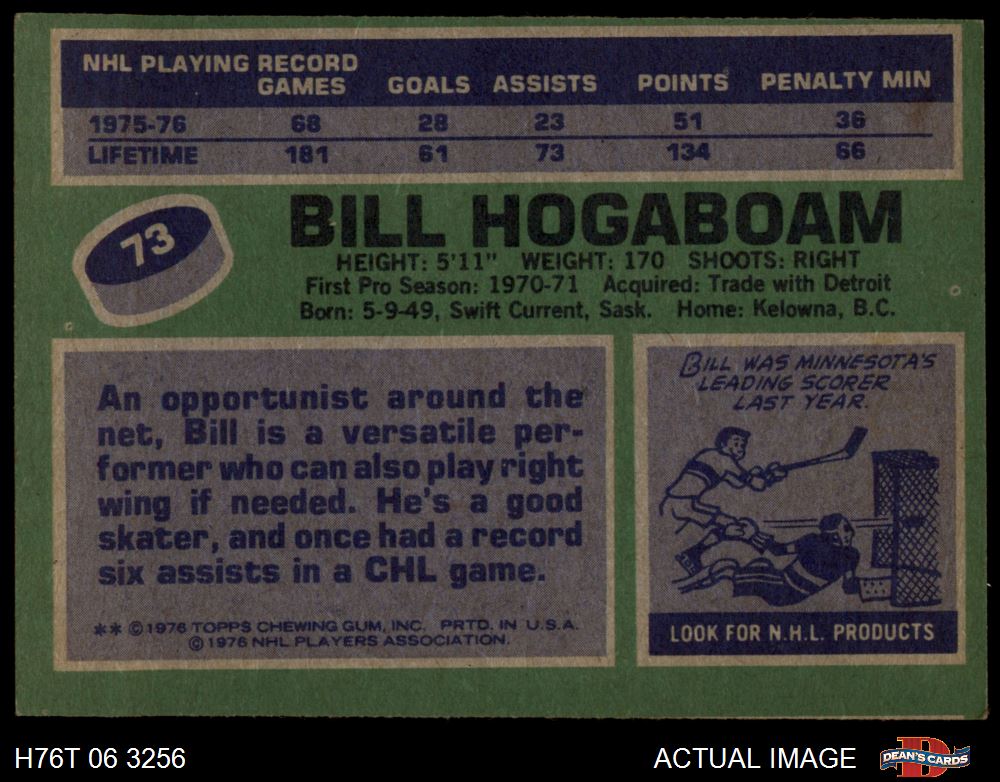 NHL PLAYING RECORD
GAMES GOALS ASSISTS POINTS PENALTY MIN
1975-76 68 28 23 51 36
LIFETIME 181 61 73 134 66
73
BILL HOGABOAM
HEIGHT: 5'11" WEIGHT: 170 SHOOTS: RIGHT
First Pro Season: 1970-71 Acquired: Trade with Detroit
Born: 5-9-49, Swift Current, Sask. Home: Kelowna, B.C.
An opportunist around the
net, Bill is a versatile per-
former who can also play right
wing if needed. He's a good
skater, and once had a record
six assists in a CHL game.
** © 1976 TOPPS CHEWING GUM, INC. PRTD. IN U.S.A.
© 1976 NHL PLAYERS ASSOCIATION.
BILL WAS MINNESOTA'S
LEADING SCORER
LAST YEAR.
LOOK FOR N.H.L. PRODUCTS
H76T 06 3256
ACTUAL IMAGE
D
DEAN'S CARDS